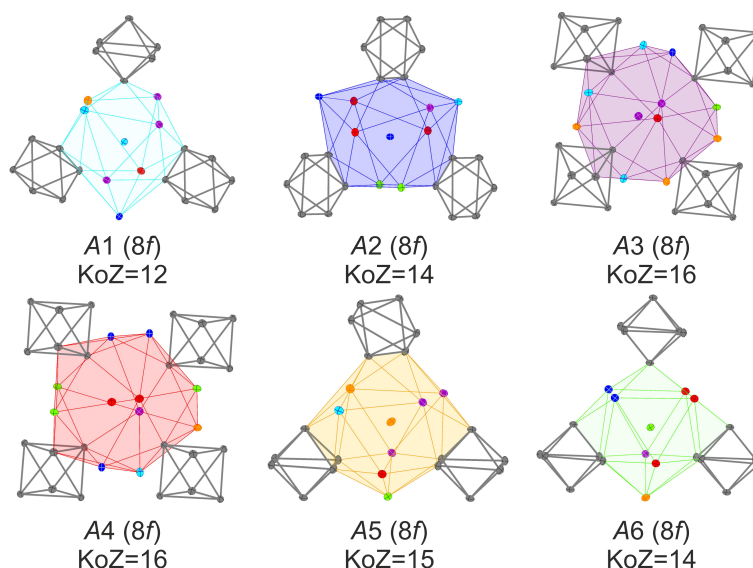 A1 (8f)
KoZ=12
A2 (8f)
KoZ=14
A3 (8f)
KoZ=16
A4 (8f)
KoZ=16
A5 (8f)
KoZ=15
A6 (8f)
KoZ=14